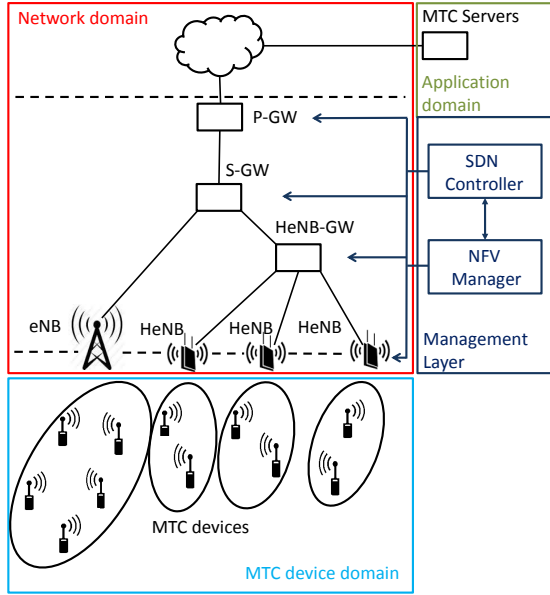 Network domain
MTC Servers
Application
domain
P-GW
S-GW
SDN
Controller
HeNB-GW
NFV
Manager
eNB
HeNB
HeNB
HeNB
Management
Layer
MTC devices
MTC device domain